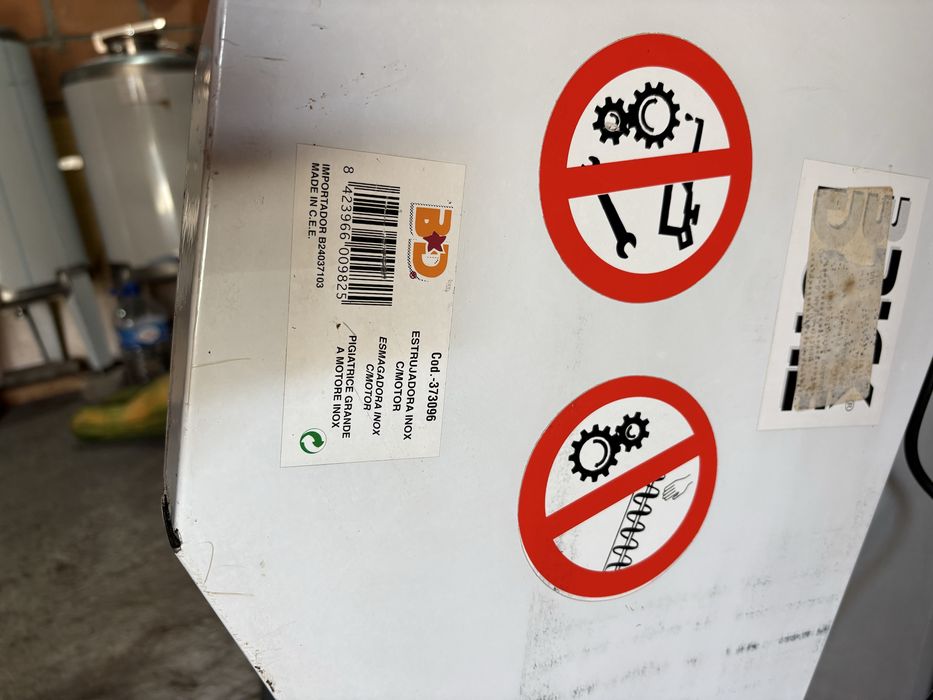 B★D®
8 423966 009825
IMPORTADOR B24037103
MADE IN C.E.E.
Cod.-373096
ESTRUJADORA INOX
C/MOTOR
ESMAGADORA INOX
C/MOTOR
PIGIATRICE GRANDE
A MOTORE INOX